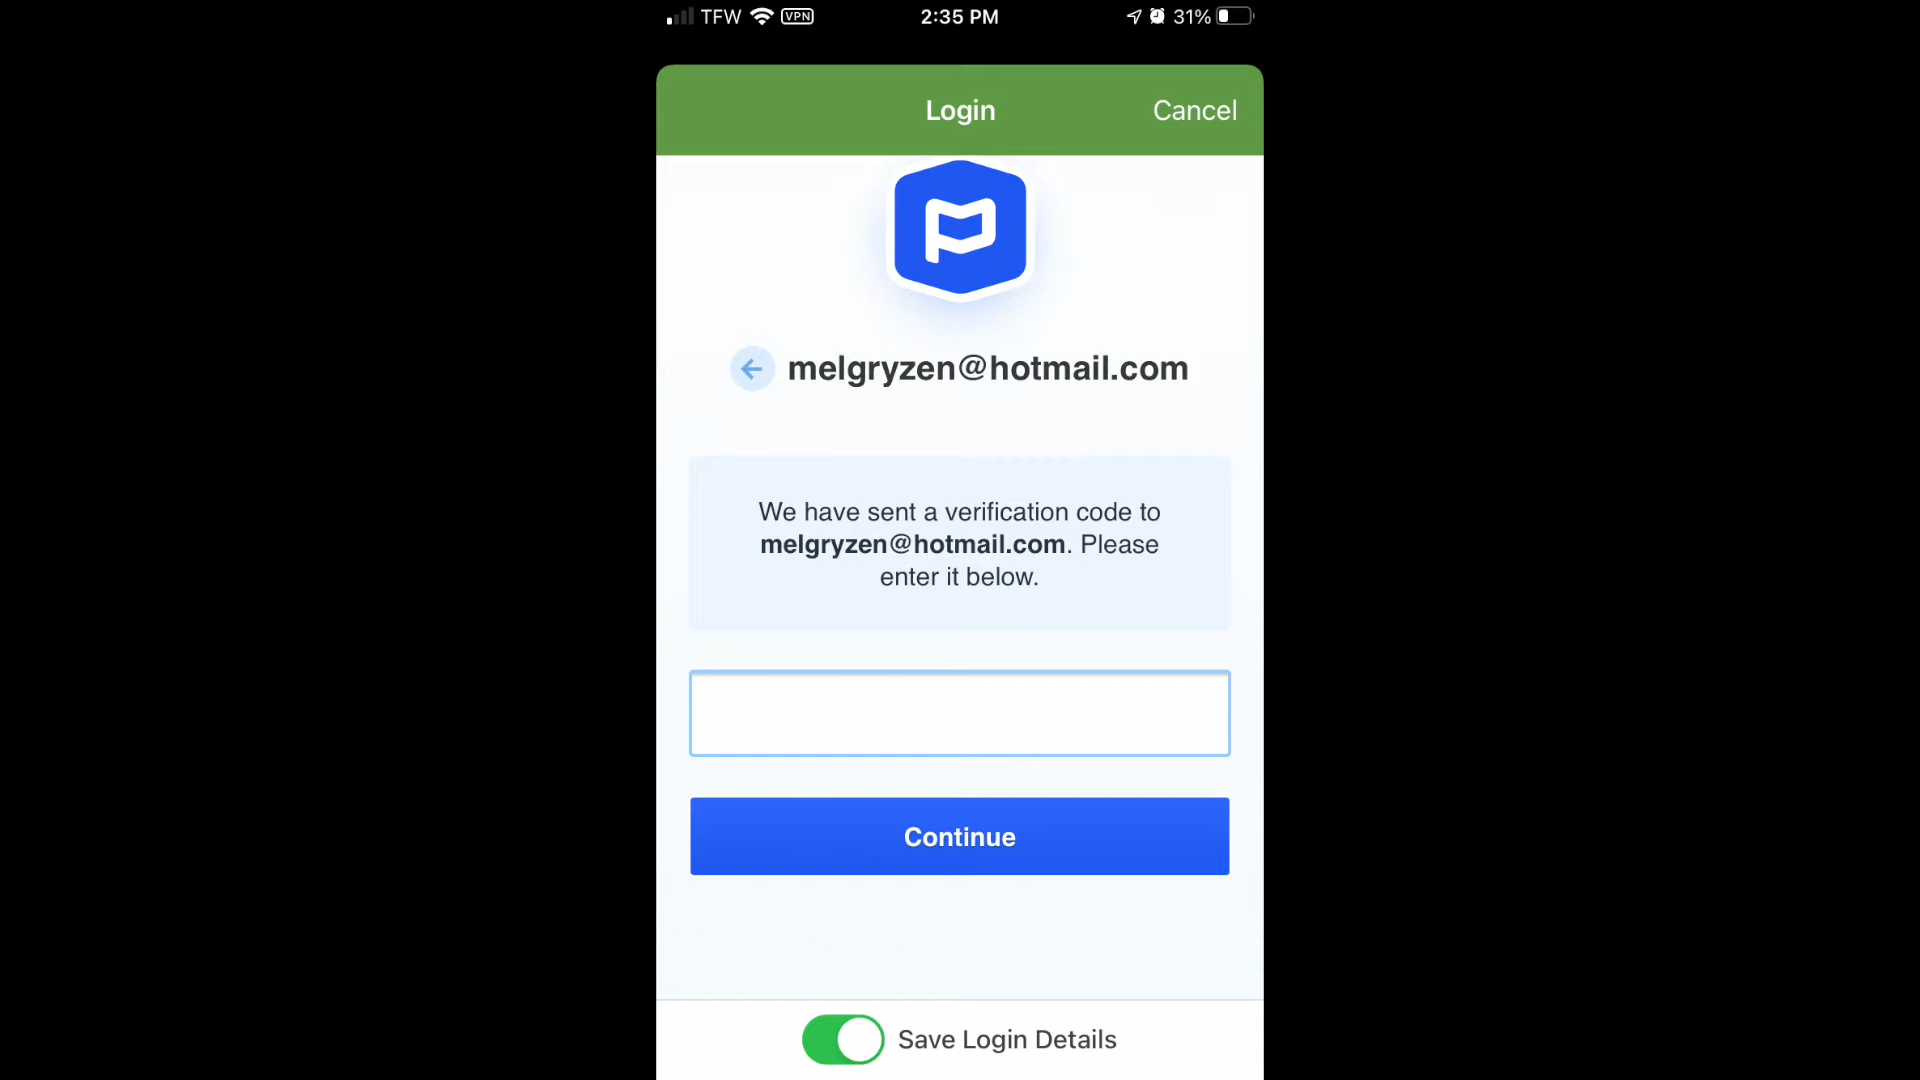 TFW VPN 2:35 PM 31%
Login Cancel
melgryzen@hotmail.com
We have sent a verification code to
melgryzen@hotmail.com. Please
enter it below.
Continue
Save Login Details